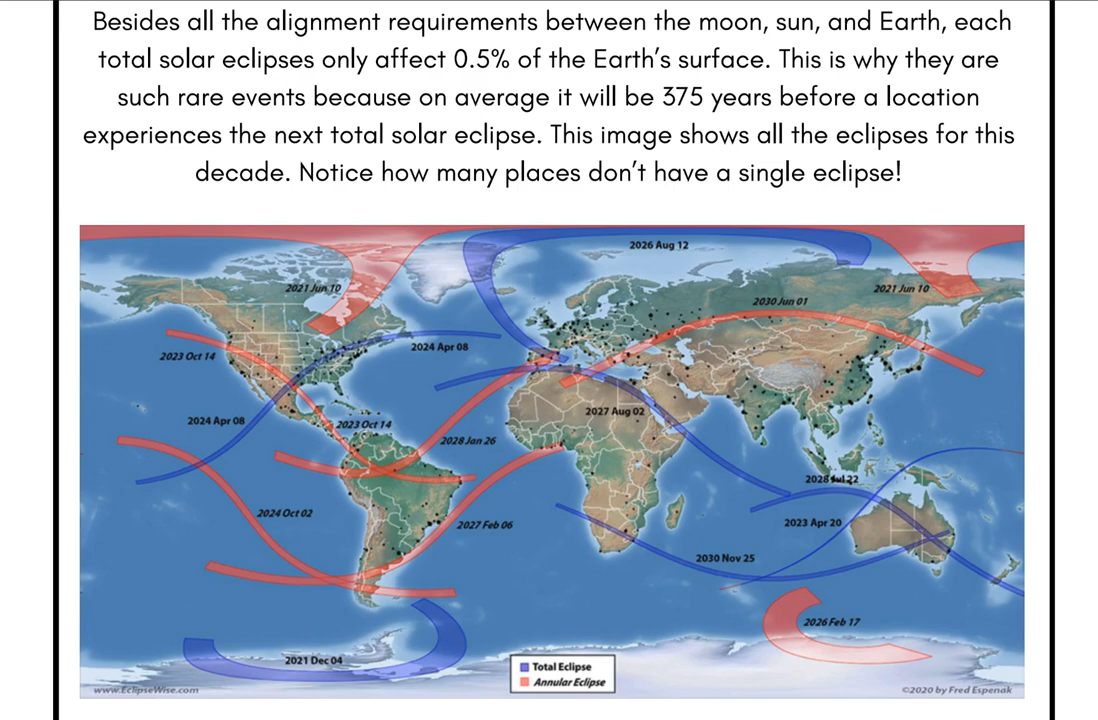 Besides all the alignment requirements between the moon, sun, and Earth, each
total solar eclipses only affect 0.5% of the Earth's surface. This is why they are
such rare events because on average it will be 375 years before a location
experiences the next total solar eclipse. This image shows all the eclipses for this
decade. Notice how many places don't have a single eclipse!
2026 Aug 12
2021 Jun 10
2021 Jun 10
2030 Jun 01
2024 Apr 08
2023 Oct 14
2027 Aug 02
2024 Apr 08
2023 Oct 14
2028 Jan 26
2028 Jul 22
2024 Oct 02
2027 Feb 06
2023 Apr 20
2030 Nov 25
2026 Feb 17
2021 Dec 04
Total Eclipse
Annular Eclipse
www.EclipseWise.com
©2020 by Fred Espenak